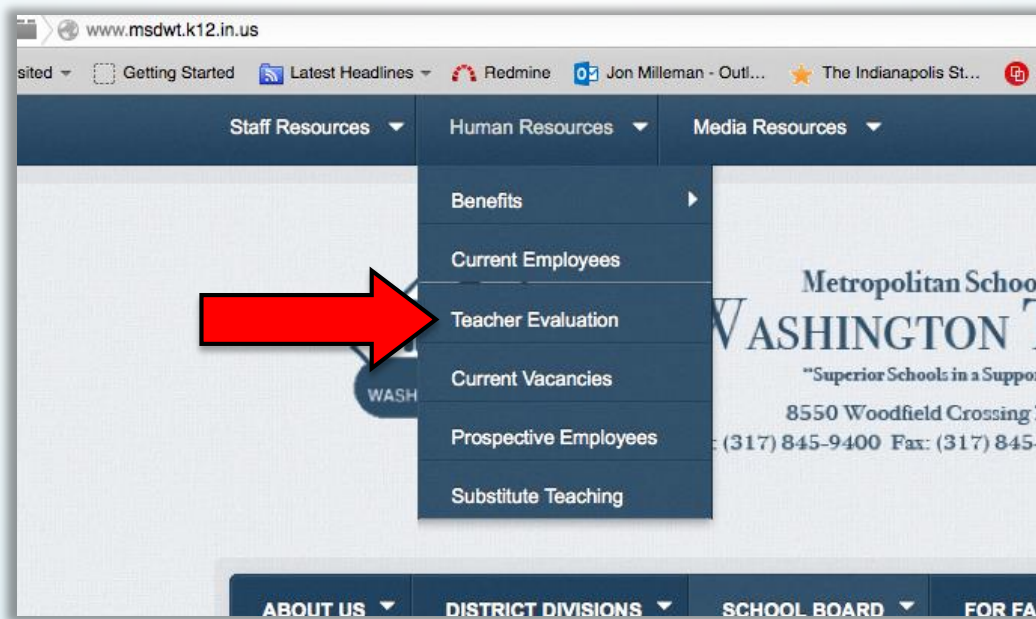 www.msdwt.k12.in.us
sited Getting Started Latest Headlines Redmine Jon Milleman - Outl... The Indianapolis St...
Staff Resources Human Resources Media Resources
Benefits
Current Employees
Teacher Evaluation
Current Vacancies
Prospective Employees
Substitute Teaching
WASH
Metropolitan Schoo
WASHINGTON T
"Superior Schools in a Suppor
8550 Woodfield Crossing
: (317) 845-9400 Fax: (317) 845-
ABOUT US DISTRICT DIVISIONS SCHOOL BOARD FOR FA